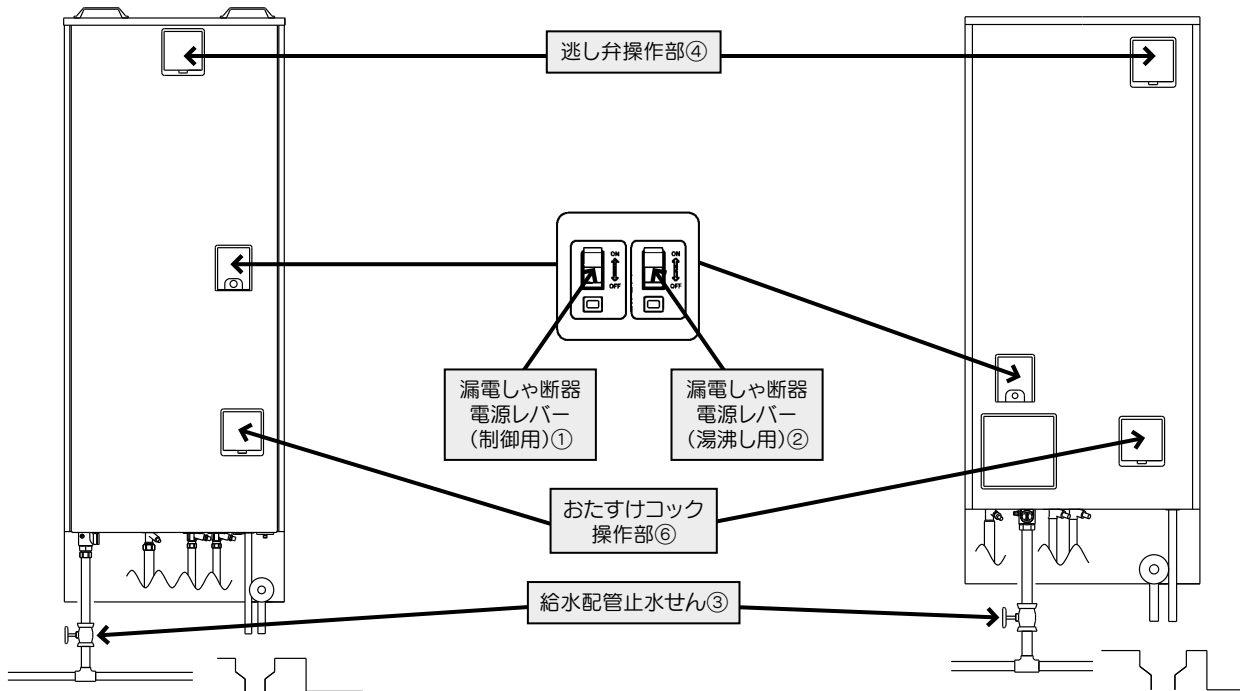 逃し弁操作部④
ON
OFF
ON
OFF
漏電しゃ断器
電源レバー
(制御用)①
漏電しゃ断器
電源レバー
(湯沸し用)②
おたすけコック
操作部⑥
給水配管止水せん③